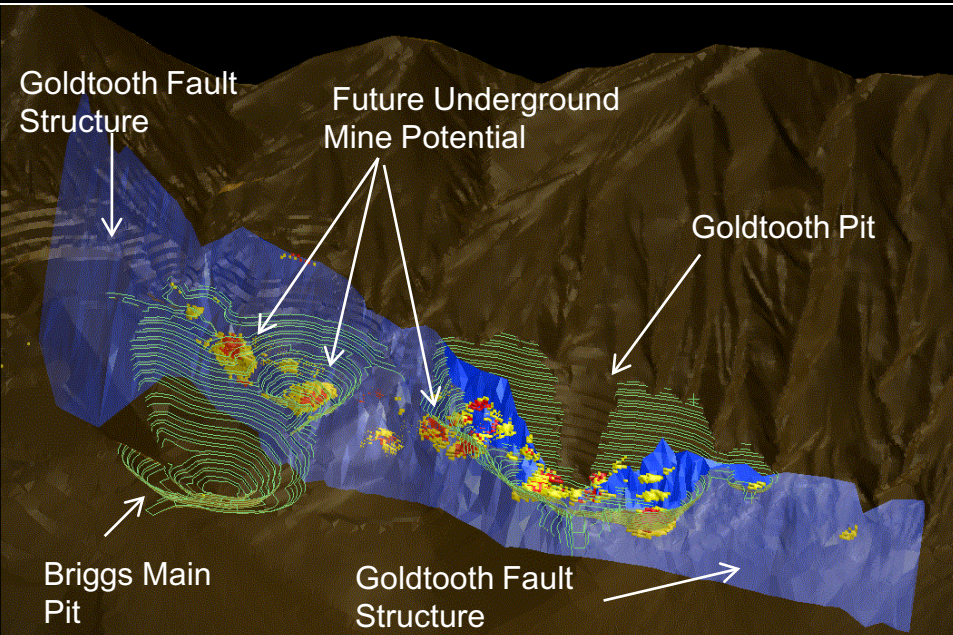 Goldtooth Fault
Structure
Future Underground
Mine Potential
Goldtooth Pit
Briggs Main
Pit
Goldtooth Fault
Structure